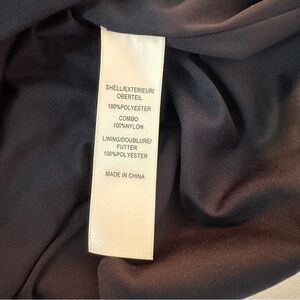 SHELL/EXTERIEUR/
OBERTEIL
100%POLYESTER
COMBO
100%NYLON
LINING/DOUBLURE/
FUTTER
100%POLYESTER
MADE IN CHINA